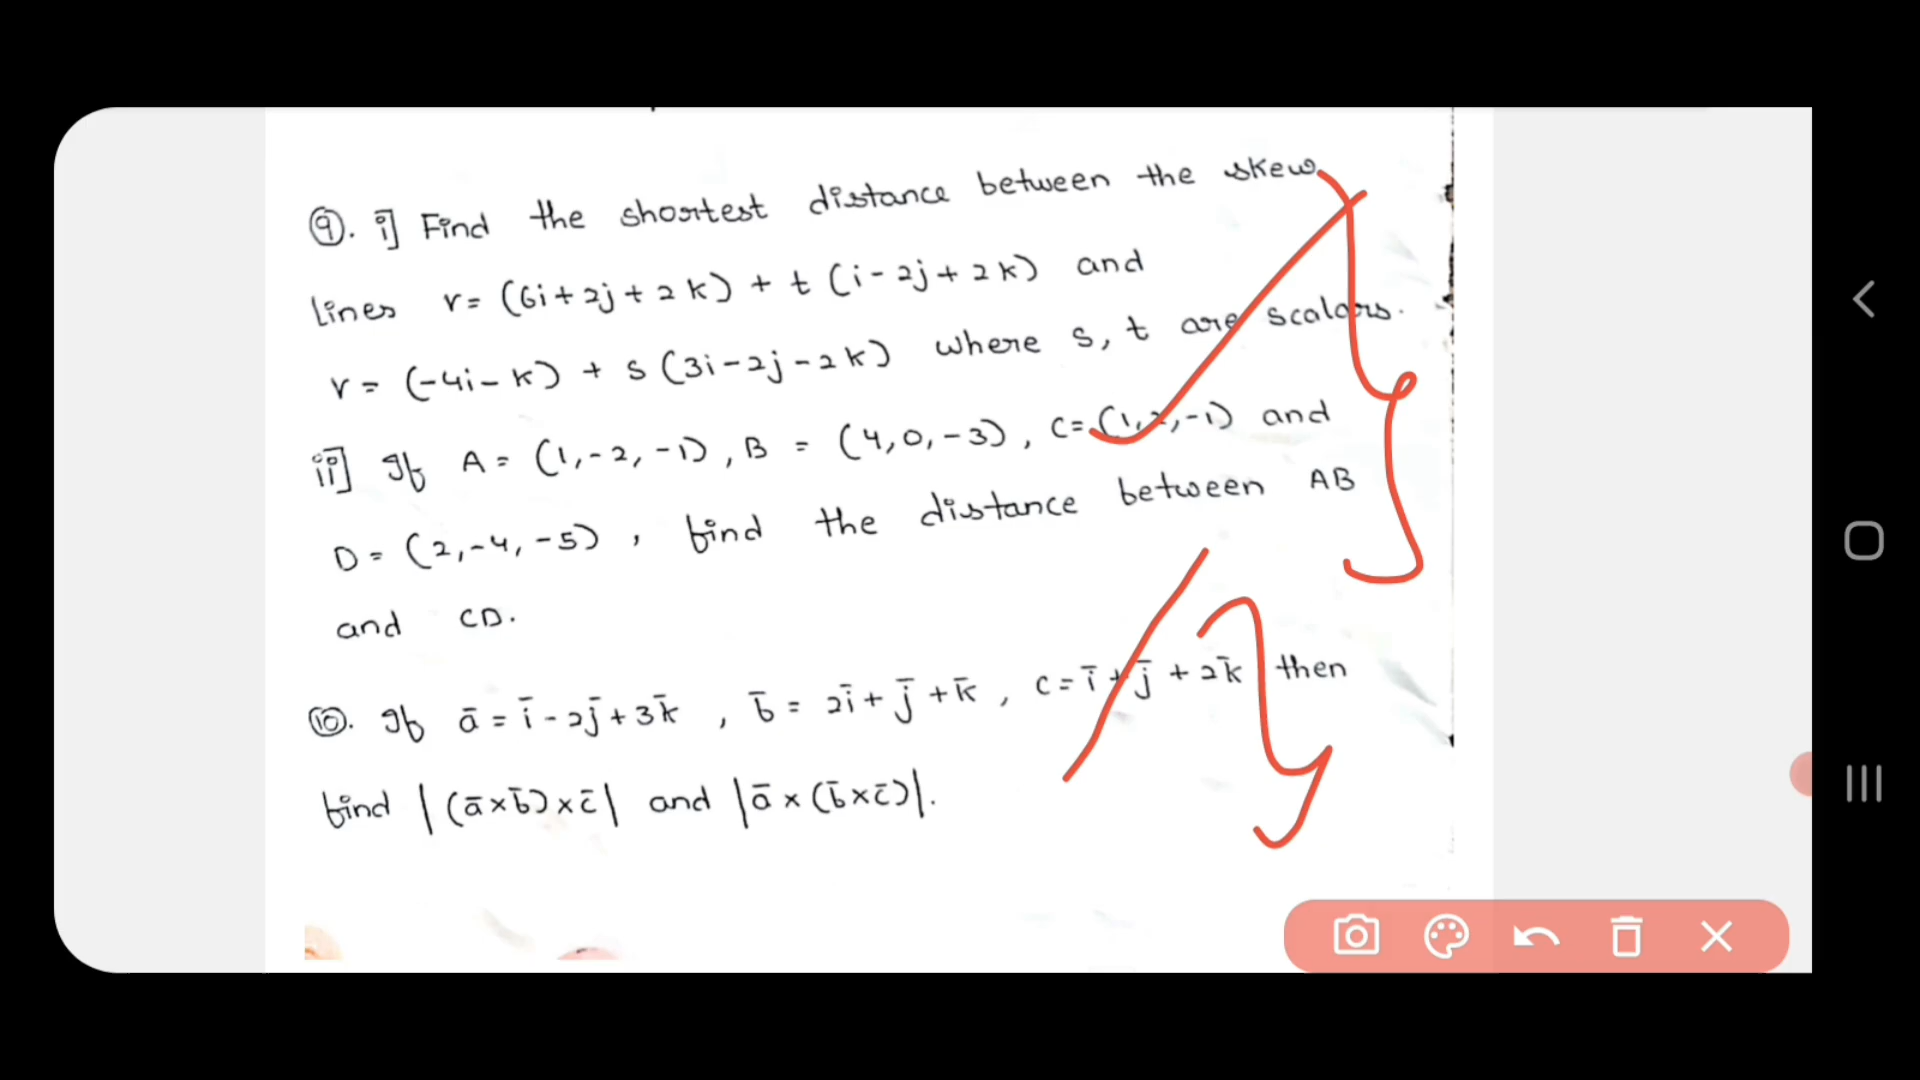 ⑨. i] Find the shortest distance between the skew
lines r= (6i+2j+2k) + t (i-2j+2k) and
r= (-4i-k) + s (3i-2j-2k) where s, t are scalars.
ii] If A= (1,-2,-1), B = (4,0,-3), C= (1,2,-1) and
D= (2,-4,-5), find the distance between AB
and CD.
⑩. If ā = ī - 2j̄ + 3k̄ , b̄ = 2ī + j̄ + k̄ , c = ī + j̄ + 2k̄ then
find |(ā×b̄)×c̄| and |ā×(b̄×c̄)|.